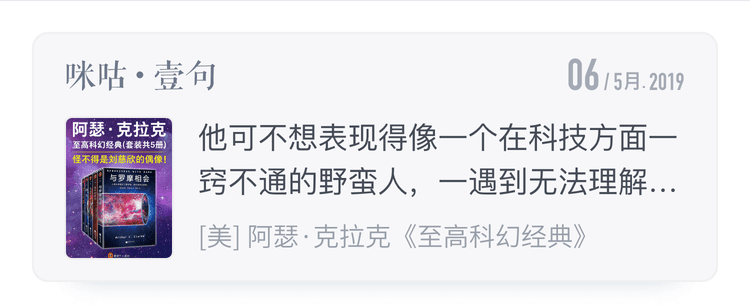 咪咕·壹句
06/5月.2019
阿瑟·克拉克
至高科幻经典(套装共5册)
怪不得是刘慈欣的偶像!
与罗摩相会
他可不想表现得像一个在科技方面一
窍不通的野蛮人，一遇到无法理解...
[美] 阿瑟·克拉克《至高科幻经典》